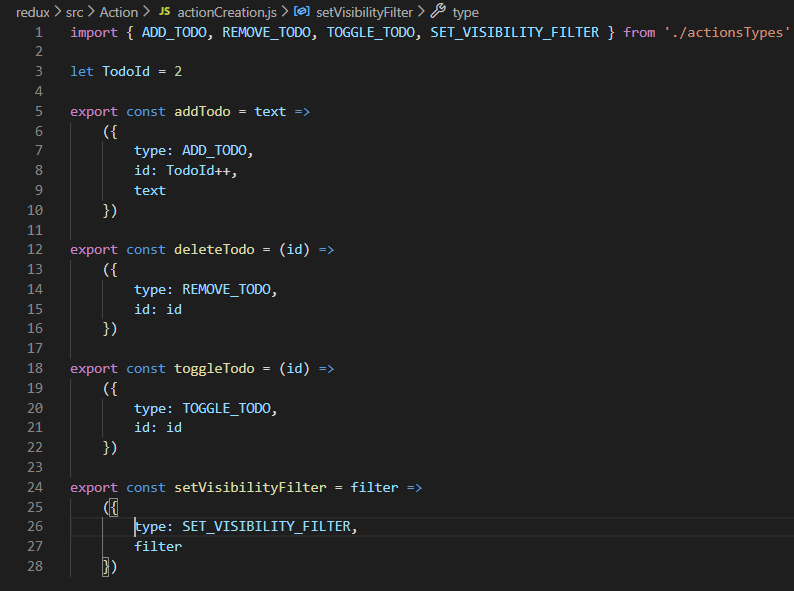 redux > src > Action > JS actionCreation.js > setVisibilityFilter > type
1 import { ADD_TODO, REMOVE_TODO, TOGGLE_TODO, SET_VISIBILITY_FILTER } from './actionsTypes'
2
3 let TodoId = 2
4
5 export const addTodo = text =>
6     ({
7         type: ADD_TODO,
8         id: TodoId++,
9         text
10     })
11
12 export const deleteTodo = (id) =>
13     ({
14         type: REMOVE_TODO,
15         id: id
16     })
17
18 export const toggleTodo = (id) =>
19     ({
20         type: TOGGLE_TODO,
21         id: id
22     })
23
24 export const setVisibilityFilter = filter =>
25     ({
26         type: SET_VISIBILITY_FILTER,
27         filter
28     })